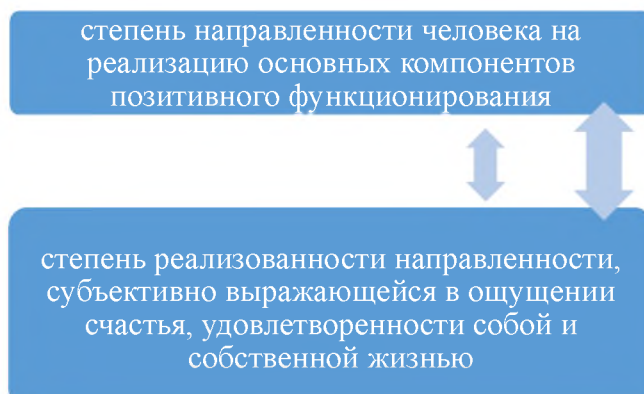 степень направленности человека на
реализацию основных компонентов
позитивного функционирования
степень реализованности направленности,
субъективно выражающейся в ощущении
счастья, удовлетворенности собой и
собственной жизнью